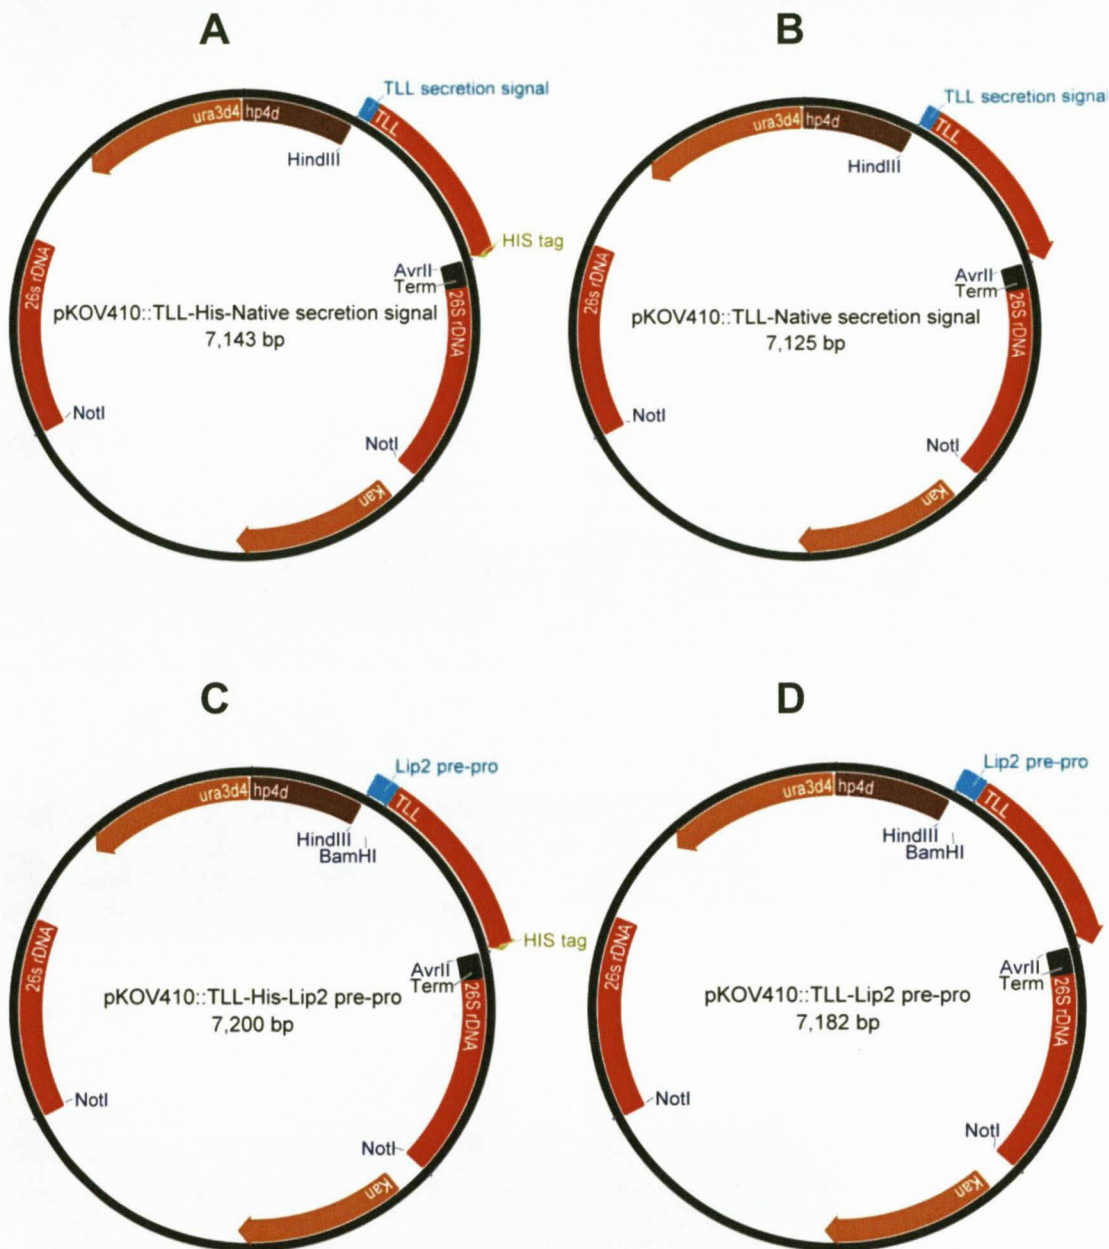 A
TLL secretion signal
ura3d4
hp4d
TLL
HindIII
HIS tag
26s rDNA
AvrII
Term
26S rDNA
pKOV410::TLL-His-Native secretion signal
7,143 bp
NotI
NotI
Kan
B
TLL secretion signal
ura3d4
hp4d
TLL
HindIII
26s rDNA
AvrII
Term
26S rDNA
pKOV410::TLL-Native secretion signal
7,125 bp
NotI
NotI
Kan
C
Lip2 pre-pro
ura3d4
hp4d
TLL
HindIII
BamHI
HIS tag
26s rDNA
AvrII
Term
26S rDNA
pKOV410::TLL-His-Lip2 pre-pro
7,200 bp
NotI
NotI
Kan
D
Lip2 pre-pro
ura3d4
hp4d
TLL
HindIII
BamHI
26s rDNA
AvrII
Term
26S rDNA
pKOV410::TLL-Lip2 pre-pro
7,182 bp
NotI
NotI
Kan